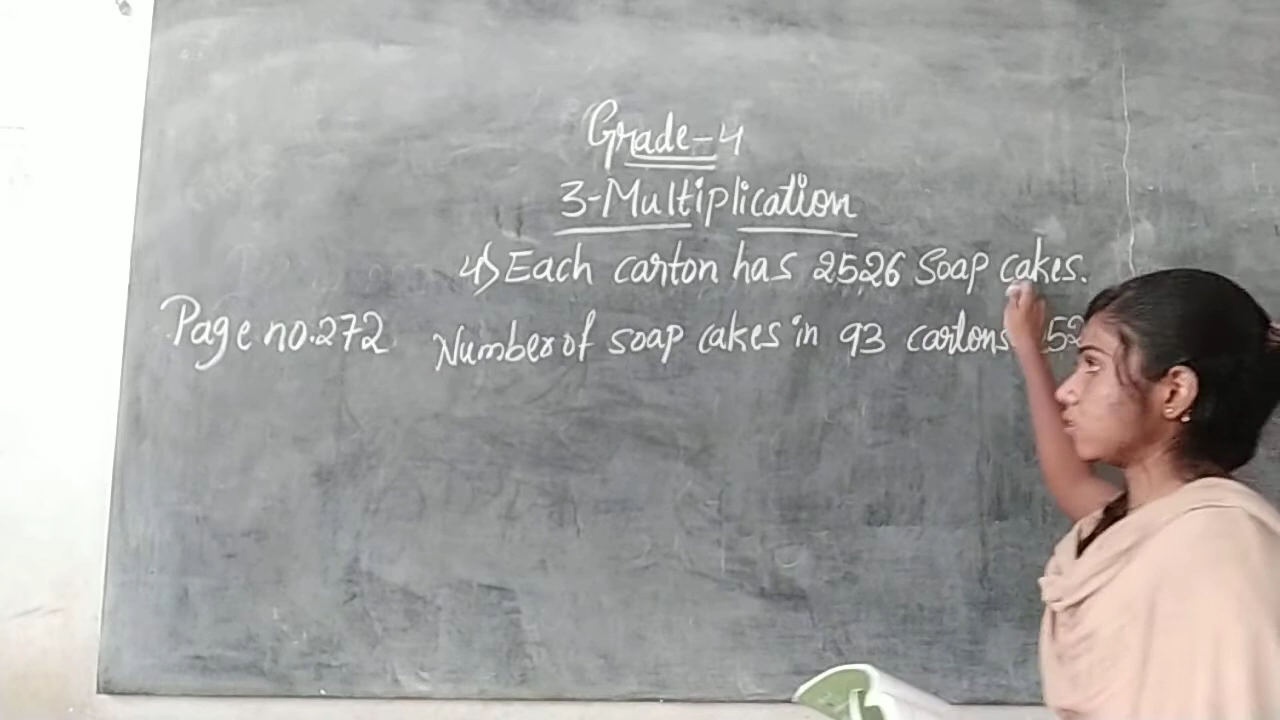 Grade-4
3-Multiplication
4) Each carton has 2526 Soap cakes.
Page no.272
Number of soap cakes in 93 cartons